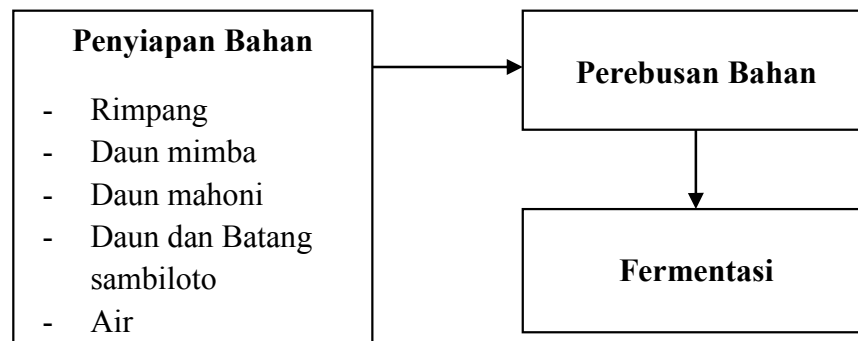 Penyiapan Bahan
- Rimpang
- Daun mimba
- Daun mahoni
- Daun dan Batang
sambiloto
- Air
Perebusan Bahan
Fermentasi